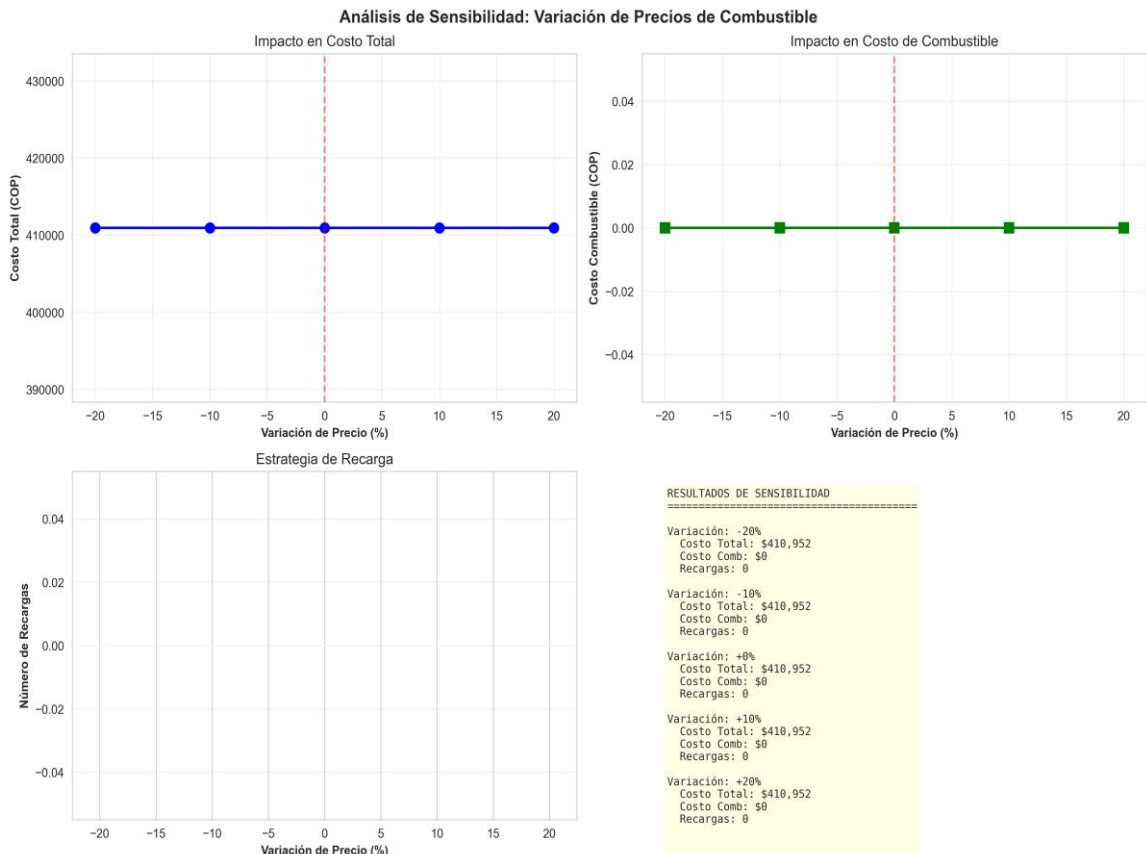 Análisis de Sensibilidad: Variación de Precios de Combustible
Impacto en Costo Total
430000
420000
410000
400000
390000
Costo Total (COP)
−20 −15 −10 −5 0 5 10 15 20
Variación de Precio (%)
Impacto en Costo de Combustible
0.04
0.02
0.00
−0.02
−0.04
Costo Combustible (COP)
−20 −15 −10 −5 0 5 10 15 20
Variación de Precio (%)
Estrategia de Recarga
0.04
0.02
0.00
−0.02
−0.04
Número de Recargas
−20 −15 −10 −5 0 5 10 15 20
Variación de Precio (%)
RESULTADOS DE SENSIBILIDAD
========================================
Variación: -20%
Costo Total: $410,952
Costo Comb: $0
Recargas: 0
Variación: -10%
Costo Total: $410,952
Costo Comb: $0
Recargas: 0
Variación: +0%
Costo Total: $410,952
Costo Comb: $0
Recargas: 0
Variación: +10%
Costo Total: $410,952
Costo Comb: $0
Recargas: 0
Variación: +20%
Costo Total: $410,952
Costo Comb: $0
Recargas: 0